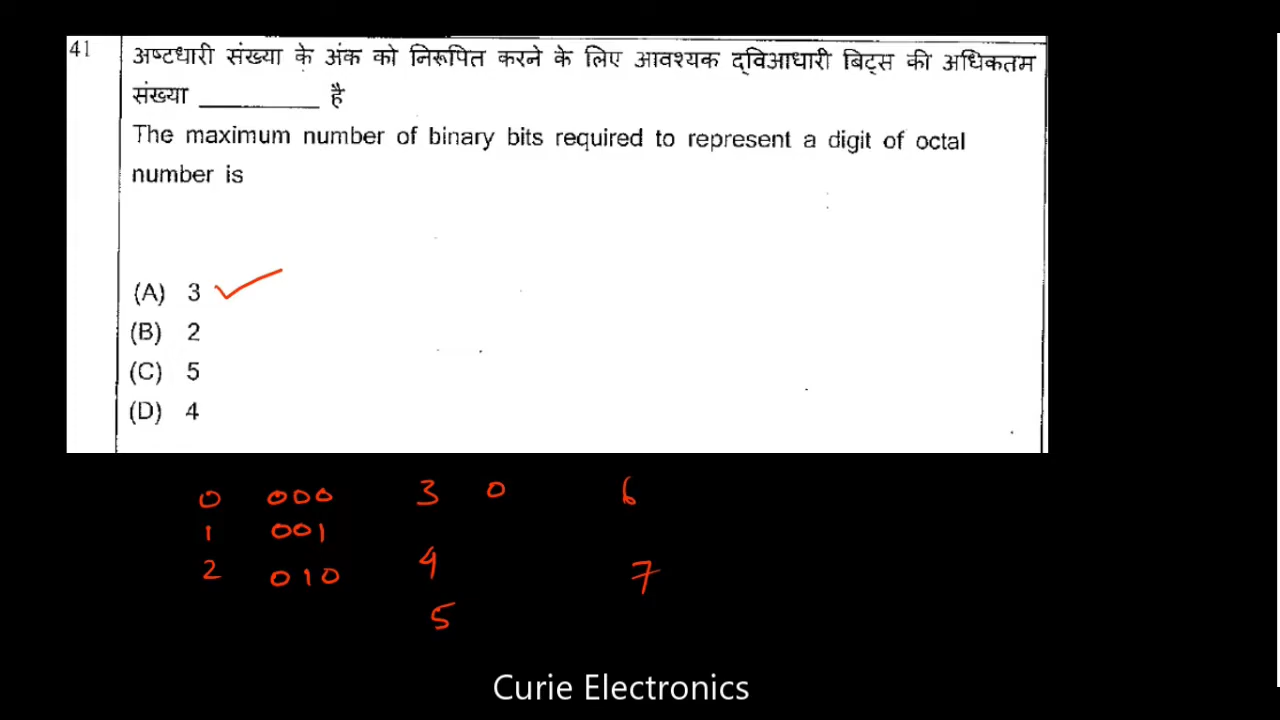 41
अष्टधारी संख्या के अंक को निरूपित करने के लिए आवश्यक द्विआधारी बिट्स की अधिकतम
संख्या __________ है
The maximum number of binary bits required to represent a digit of octal
number is
(A) 3
(B) 2
(C) 5
(D) 4
0 000 3 0 6
1 001
2 010 4 7
5
Curie Electronics